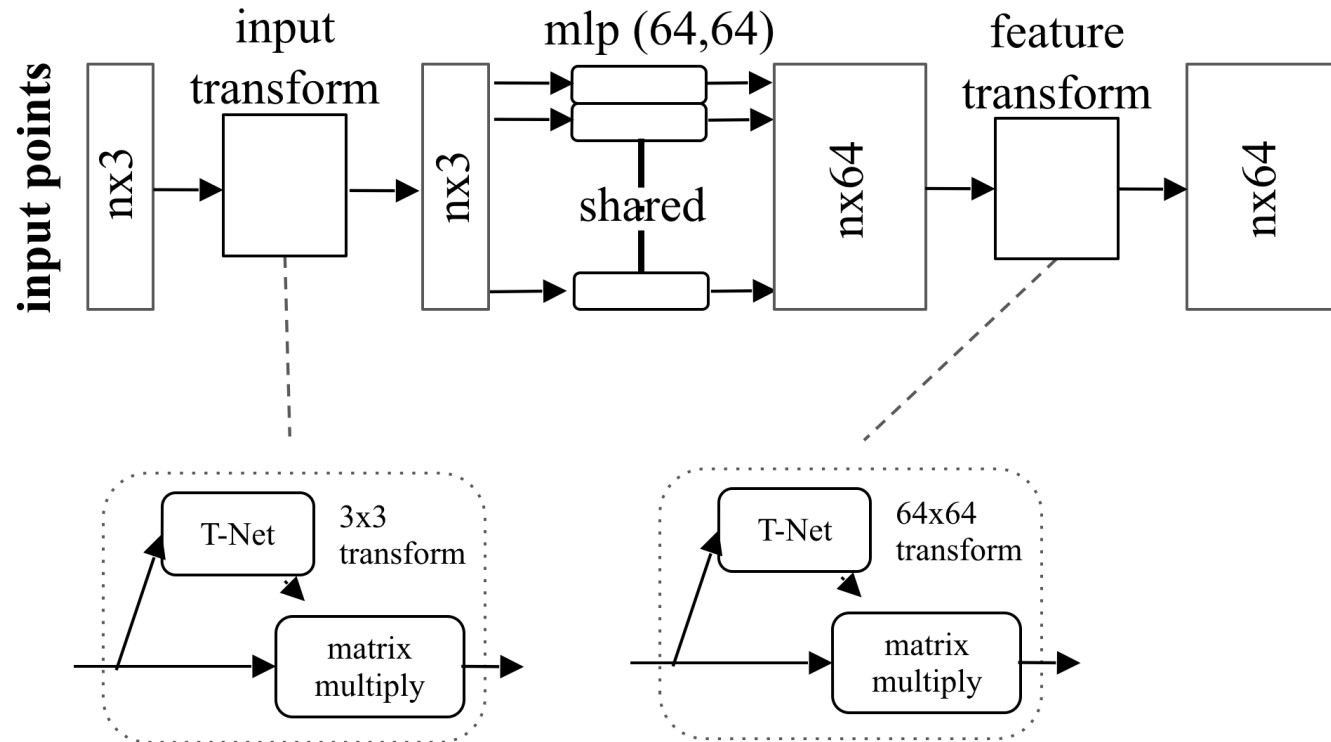 input points
nx3
input
transform
nx3
mlp (64,64)
shared
nx64
feature
transform
nx64
T-Net
3x3
transform
matrix
multiply
T-Net
64x64
transform
matrix
multiply